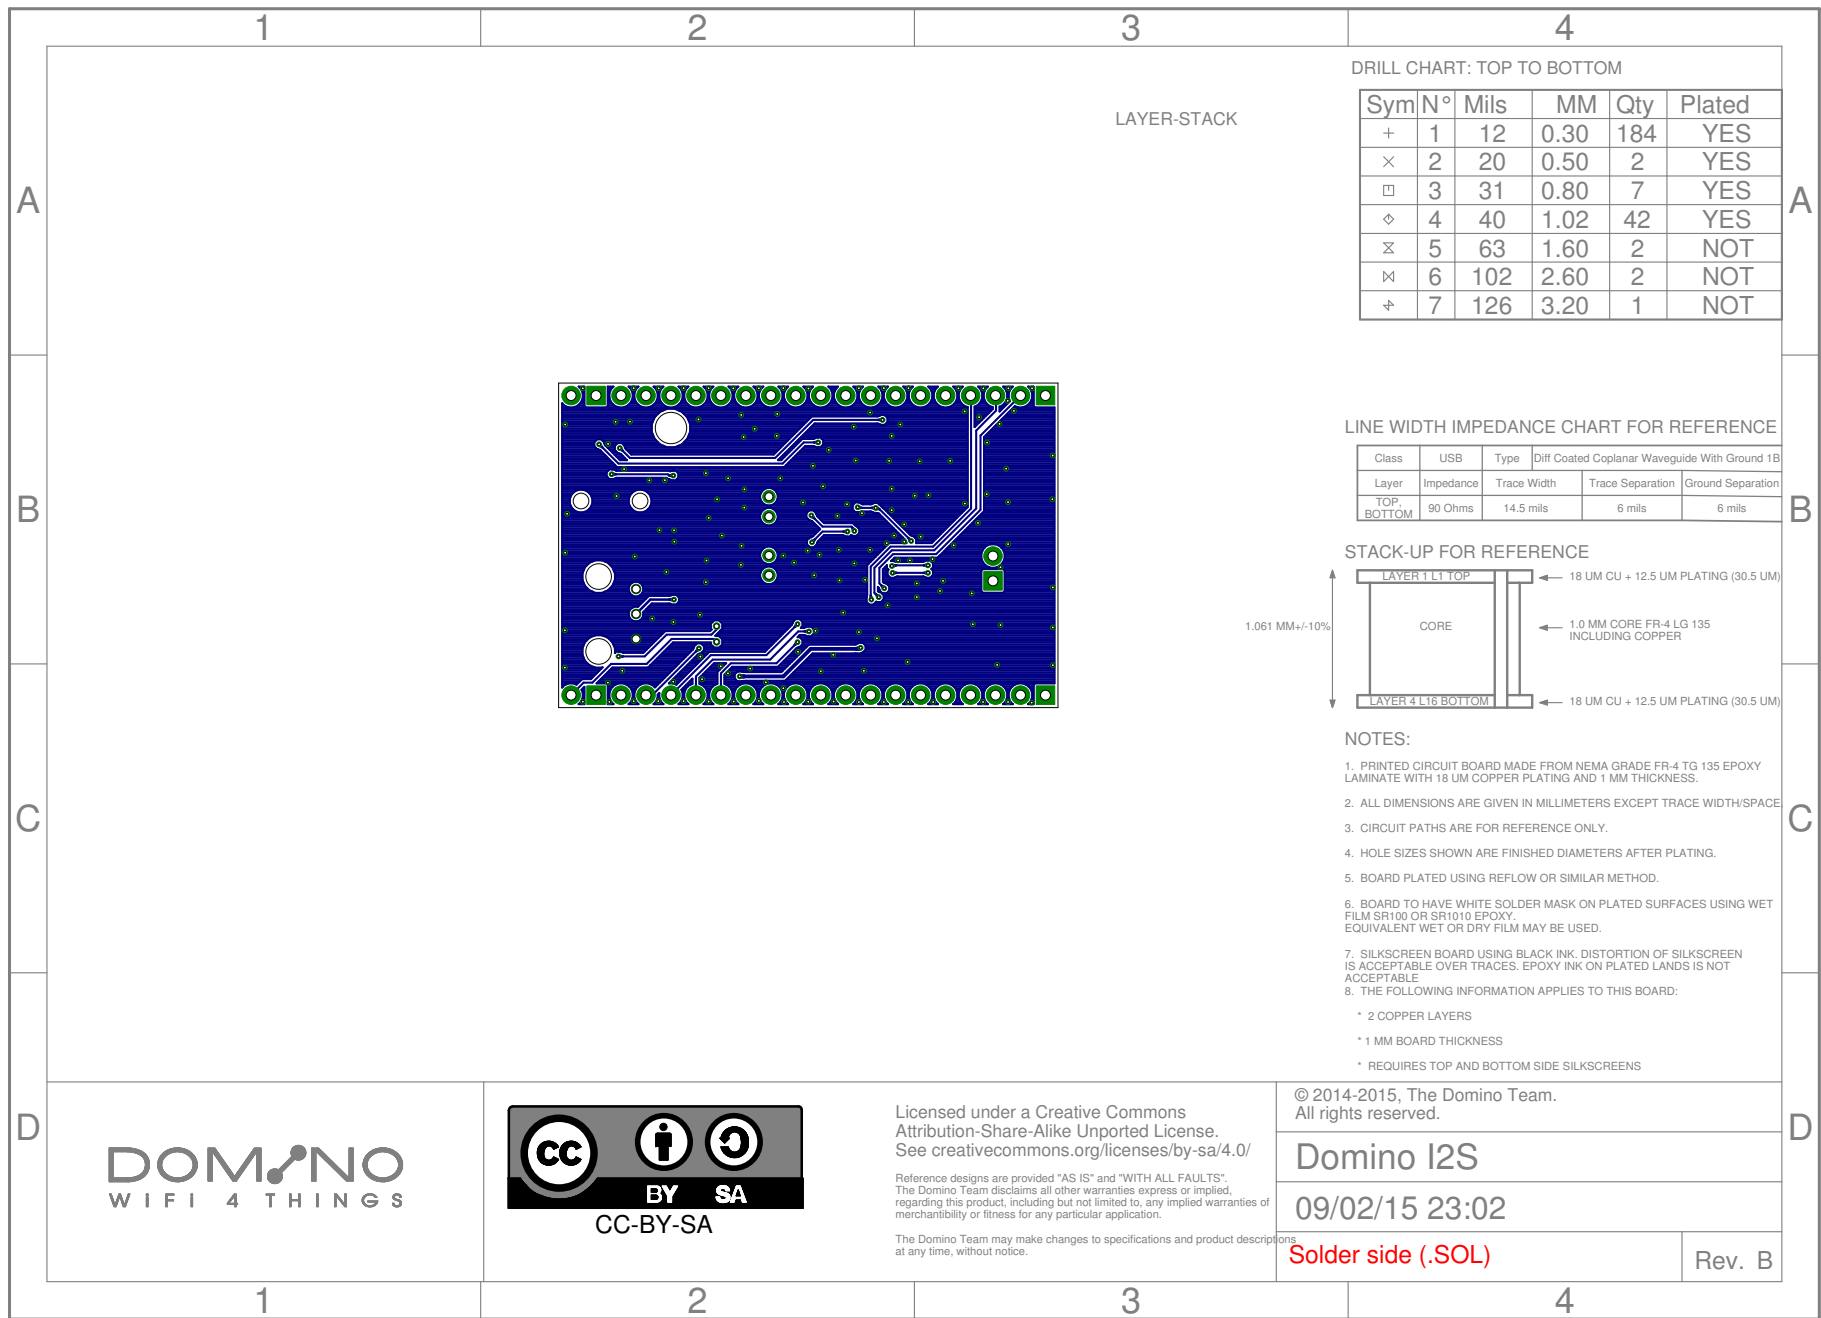 1 2 3 4
A
B
C
D
LAYER-STACK
DRILL CHART: TOP TO BOTTOM
Sym N° Mils MM Qty Plated
1 12 0.30 184 YES
2 20 0.50 2 YES
3 31 0.80 7 YES
4 40 1.02 42 YES
5 63 1.60 2 NOT
6 102 2.60 2 NOT
7 126 3.20 1 NOT
A
LINE WIDTH IMPEDANCE CHART FOR REFERENCE
Class USB Type Diff Coated Coplanar Waveguide With Ground 1B
Layer Impedance Trace Width Trace Separation Ground Separation
TOP, BOTTOM 90 Ohms 14.5 mils 6 mils 6 mils
B
STACK-UP FOR REFERENCE
LAYER 1 L1 TOP 18 UM CU + 12.5 UM PLATING (30.5 UM)
1.061 MM+/-10% CORE 1.0 MM CORE FR-4 LG 135
INCLUDING COPPER
LAYER 4 L16 BOTTOM 18 UM CU + 12.5 UM PLATING (30.5 UM)
NOTES:
1. PRINTED CIRCUIT BOARD MADE FROM NEMA GRADE FR-4 TG 135 EPOXY
LAMINATE WITH 18 UM COPPER PLATING AND 1 MM THICKNESS.
2. ALL DIMENSIONS ARE GIVEN IN MILLIMETERS EXCEPT TRACE WIDTH/SPACE
C
3. CIRCUIT PATHS ARE FOR REFERENCE ONLY.
4. HOLE SIZES SHOWN ARE FINISHED DIAMETERS AFTER PLATING.
5. BOARD PLATED USING REFLOW OR SIMILAR METHOD.
6. BOARD TO HAVE WHITE SOLDER MASK ON PLATED SURFACES USING WET
FILM SR100 OR SR1010 EPOXY.
EQUIVALENT WET OR DRY FILM MAY BE USED.
7. SILKSCREEN BOARD USING BLACK INK. DISTORTION OF SILKSCREEN
IS ACCEPTABLE OVER TRACES. EPOXY INK ON PLATED LANDS IS NOT
ACCEPTABLE
8. THE FOLLOWING INFORMATION APPLIES TO THIS BOARD:
* 2 COPPER LAYERS
* 1 MM BOARD THICKNESS
* REQUIRES TOP AND BOTTOM SIDE SILKSCREENS
D
DOMINO
WIFI 4 THINGS
cc
BY SA
CC-BY-SA
Licensed under a Creative Commons
Attribution-Share-Alike Unported License.
See creativecommons.org/licenses/by-sa/4.0/
Reference designs are provided "AS IS" and "WITH ALL FAULTS".
The Domino Team disclaims all other warranties express or implied,
regarding this product, including but not limited to, any implied warranties of
merchantibility or fitness for any particular application.
The Domino Team may make changes to specifications and product descriptions
at any time, without notice.
© 2014-2015, The Domino Team.
All rights reserved.
Domino I2S
09/02/15 23:02
Solder side (.SOL)
Rev. B
1 2 3 4